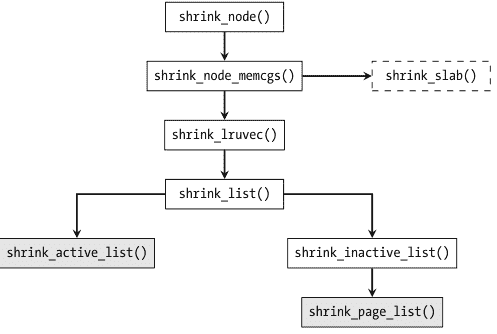 shrink_node()
shrink_node_memcgs()
shrink_slab()
shrink_lruvec()
shrink_list()
shrink_active_list()
shrink_inactive_list()
shrink_page_list()